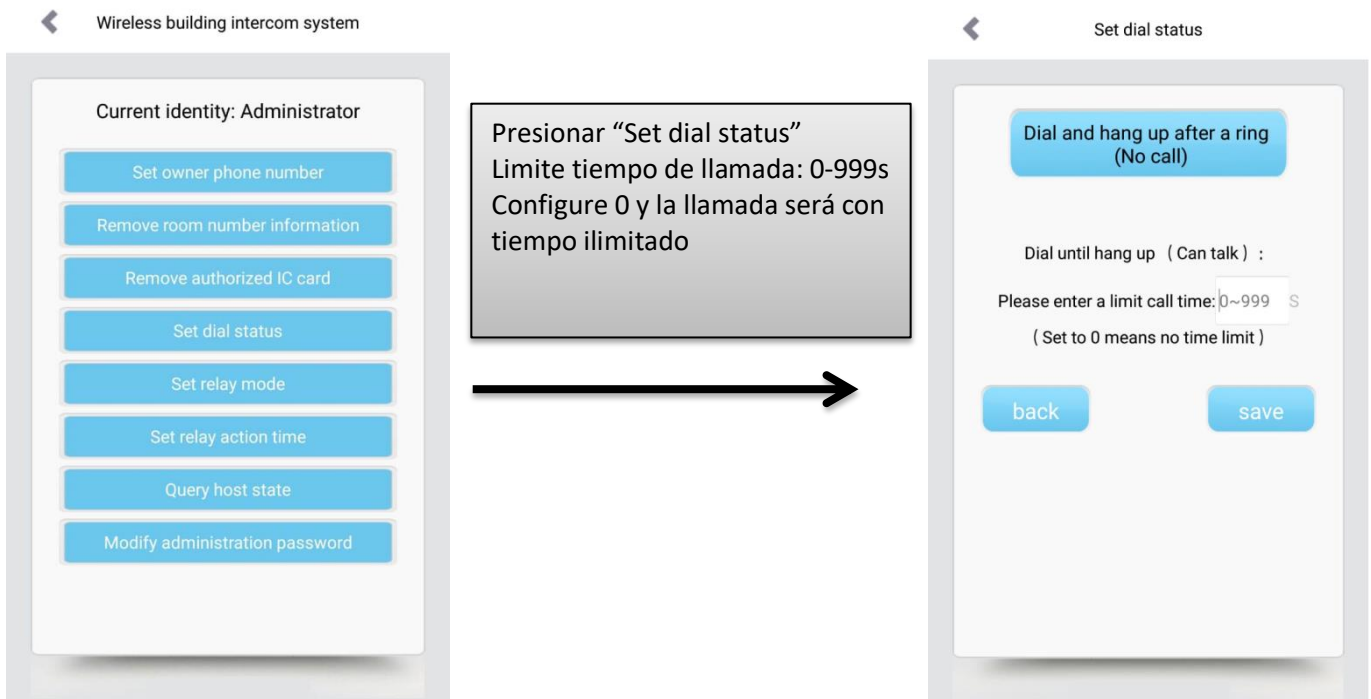 Wireless building intercom system
Current identity: Administrator
Set owner phone number
Remove room number information
Remove authorized IC card
Set dial status
Set relay mode
Set relay action time
Query host state
Modify administration password
Presionar “Set dial status”
Limite tiempo de llamada: 0-999s
Configure 0 y la llamada será con
tiempo ilimitado
Set dial status
Dial and hang up after a ring
(No call)
Dial until hang up （Can talk）:
Please enter a limit call time: 0~999 S
（Set to 0 means no time limit）
back save